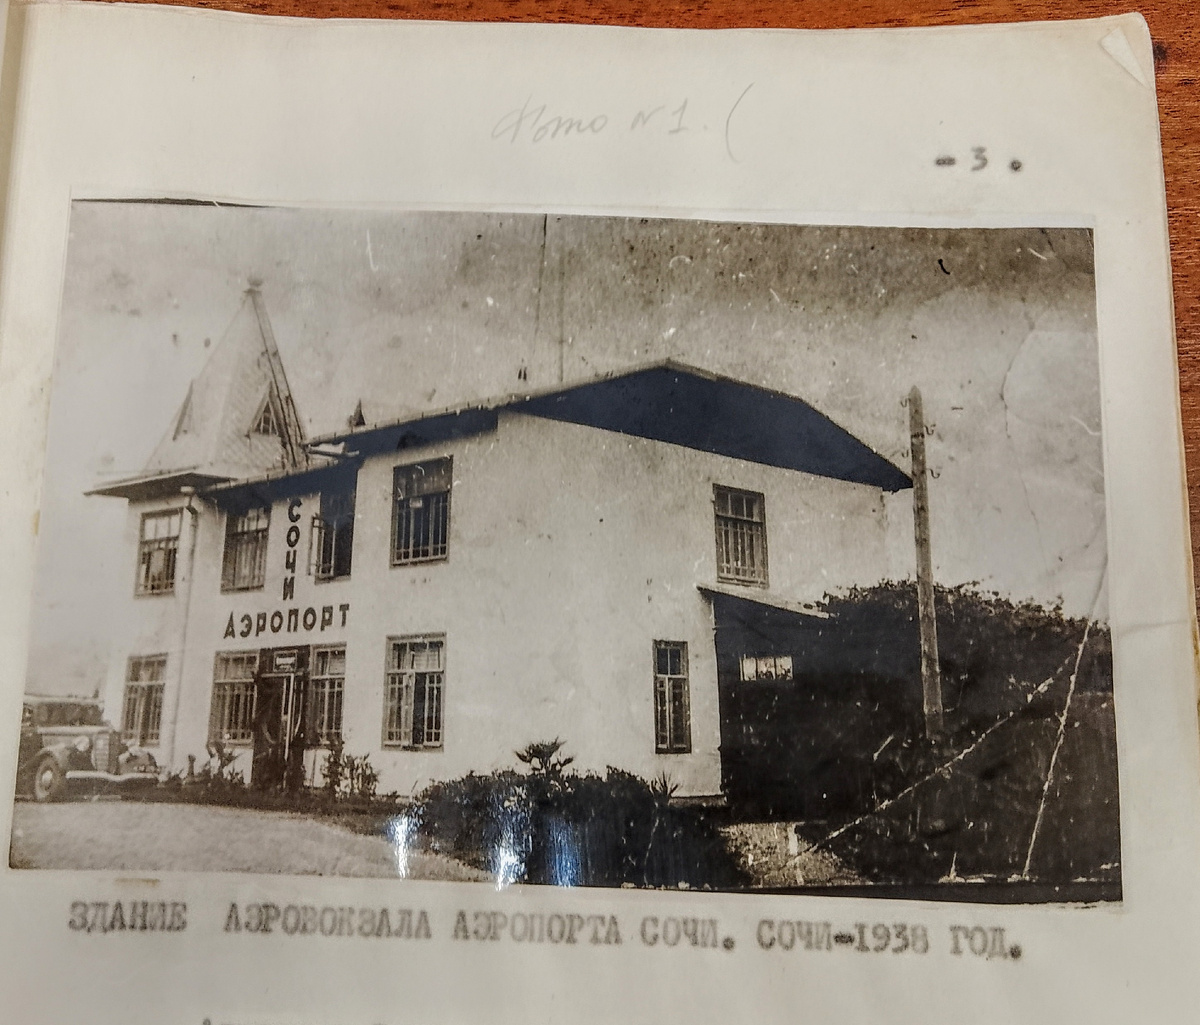 Фото №1. (
- 3 .
СОЧИ
АЭРОПОРТ
ЗДАНИЕ АЭРОВОКЗАЛА АЭРОПОРТА СОЧИ. СОЧИ-1938 ГОД.